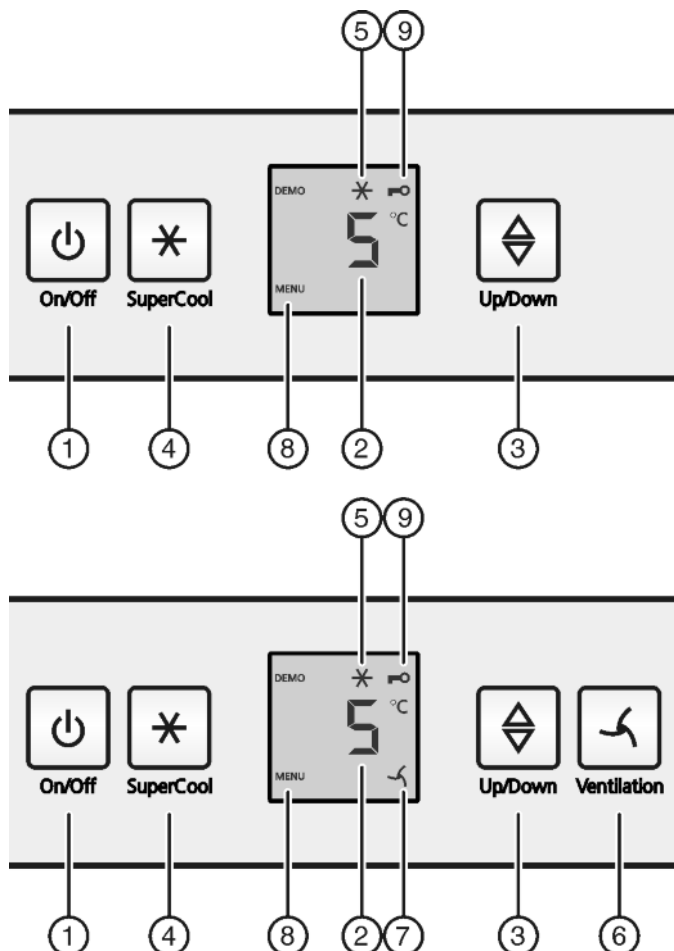 5 9
DEMO
5 °C
MENU
On/Off SuperCool Up/Down
1 4 8 2 3
5 9
DEMO
5 °C
MENU
On/Off SuperCool Up/Down Ventilation
1 4 8 2 7 3 6